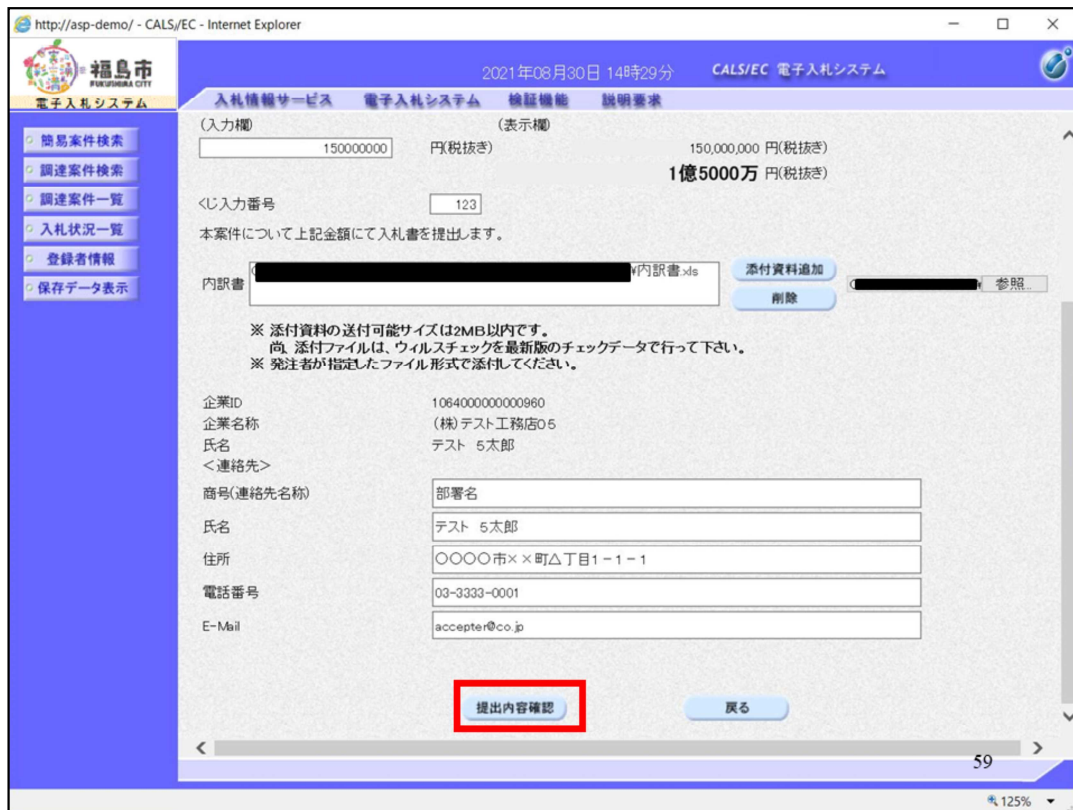 http://asp-demo/ - CALS/EC - Internet Explorer
福島市
FUKUSHIMA CITY
電子入札システム
2021年08月30日 14時29分
CALS/EC 電子入札システム
入札情報サービス 電子入札システム 検証機能 説明要求
簡易案件検索
調達案件検索
調達案件一覧
入札状況一覧
登録者情報
保存データ表示
(入力欄) (表示欄)
150000000 円(税抜き) 150,000,000 円(税抜き)
1億5000万 円(税抜き)
くじ入力番号 123
本案件について上記金額にて入札書を提出します。
内訳書 ¥内訳書.xls 添付資料追加 参照...
削除
※ 添付資料の送付可能サイズは2MB以内です。
尚、添付ファイルは、ウィルスチェックを最新版のチェックデータで行って下さい。
※ 発注者が指定したファイル形式で添付してください。
企業ID 1064000000000960
企業名称 (株)テスト工務店05
氏名 テスト 5太郎
<連絡先>
商号(連絡先名称) 部署名
氏名 テスト 5太郎
住所 〇〇〇〇市××町△丁目1-1-1
電話番号 03-3333-0001
E-Mail accepter@co.jp
提出内容確認 戻る
59
125%